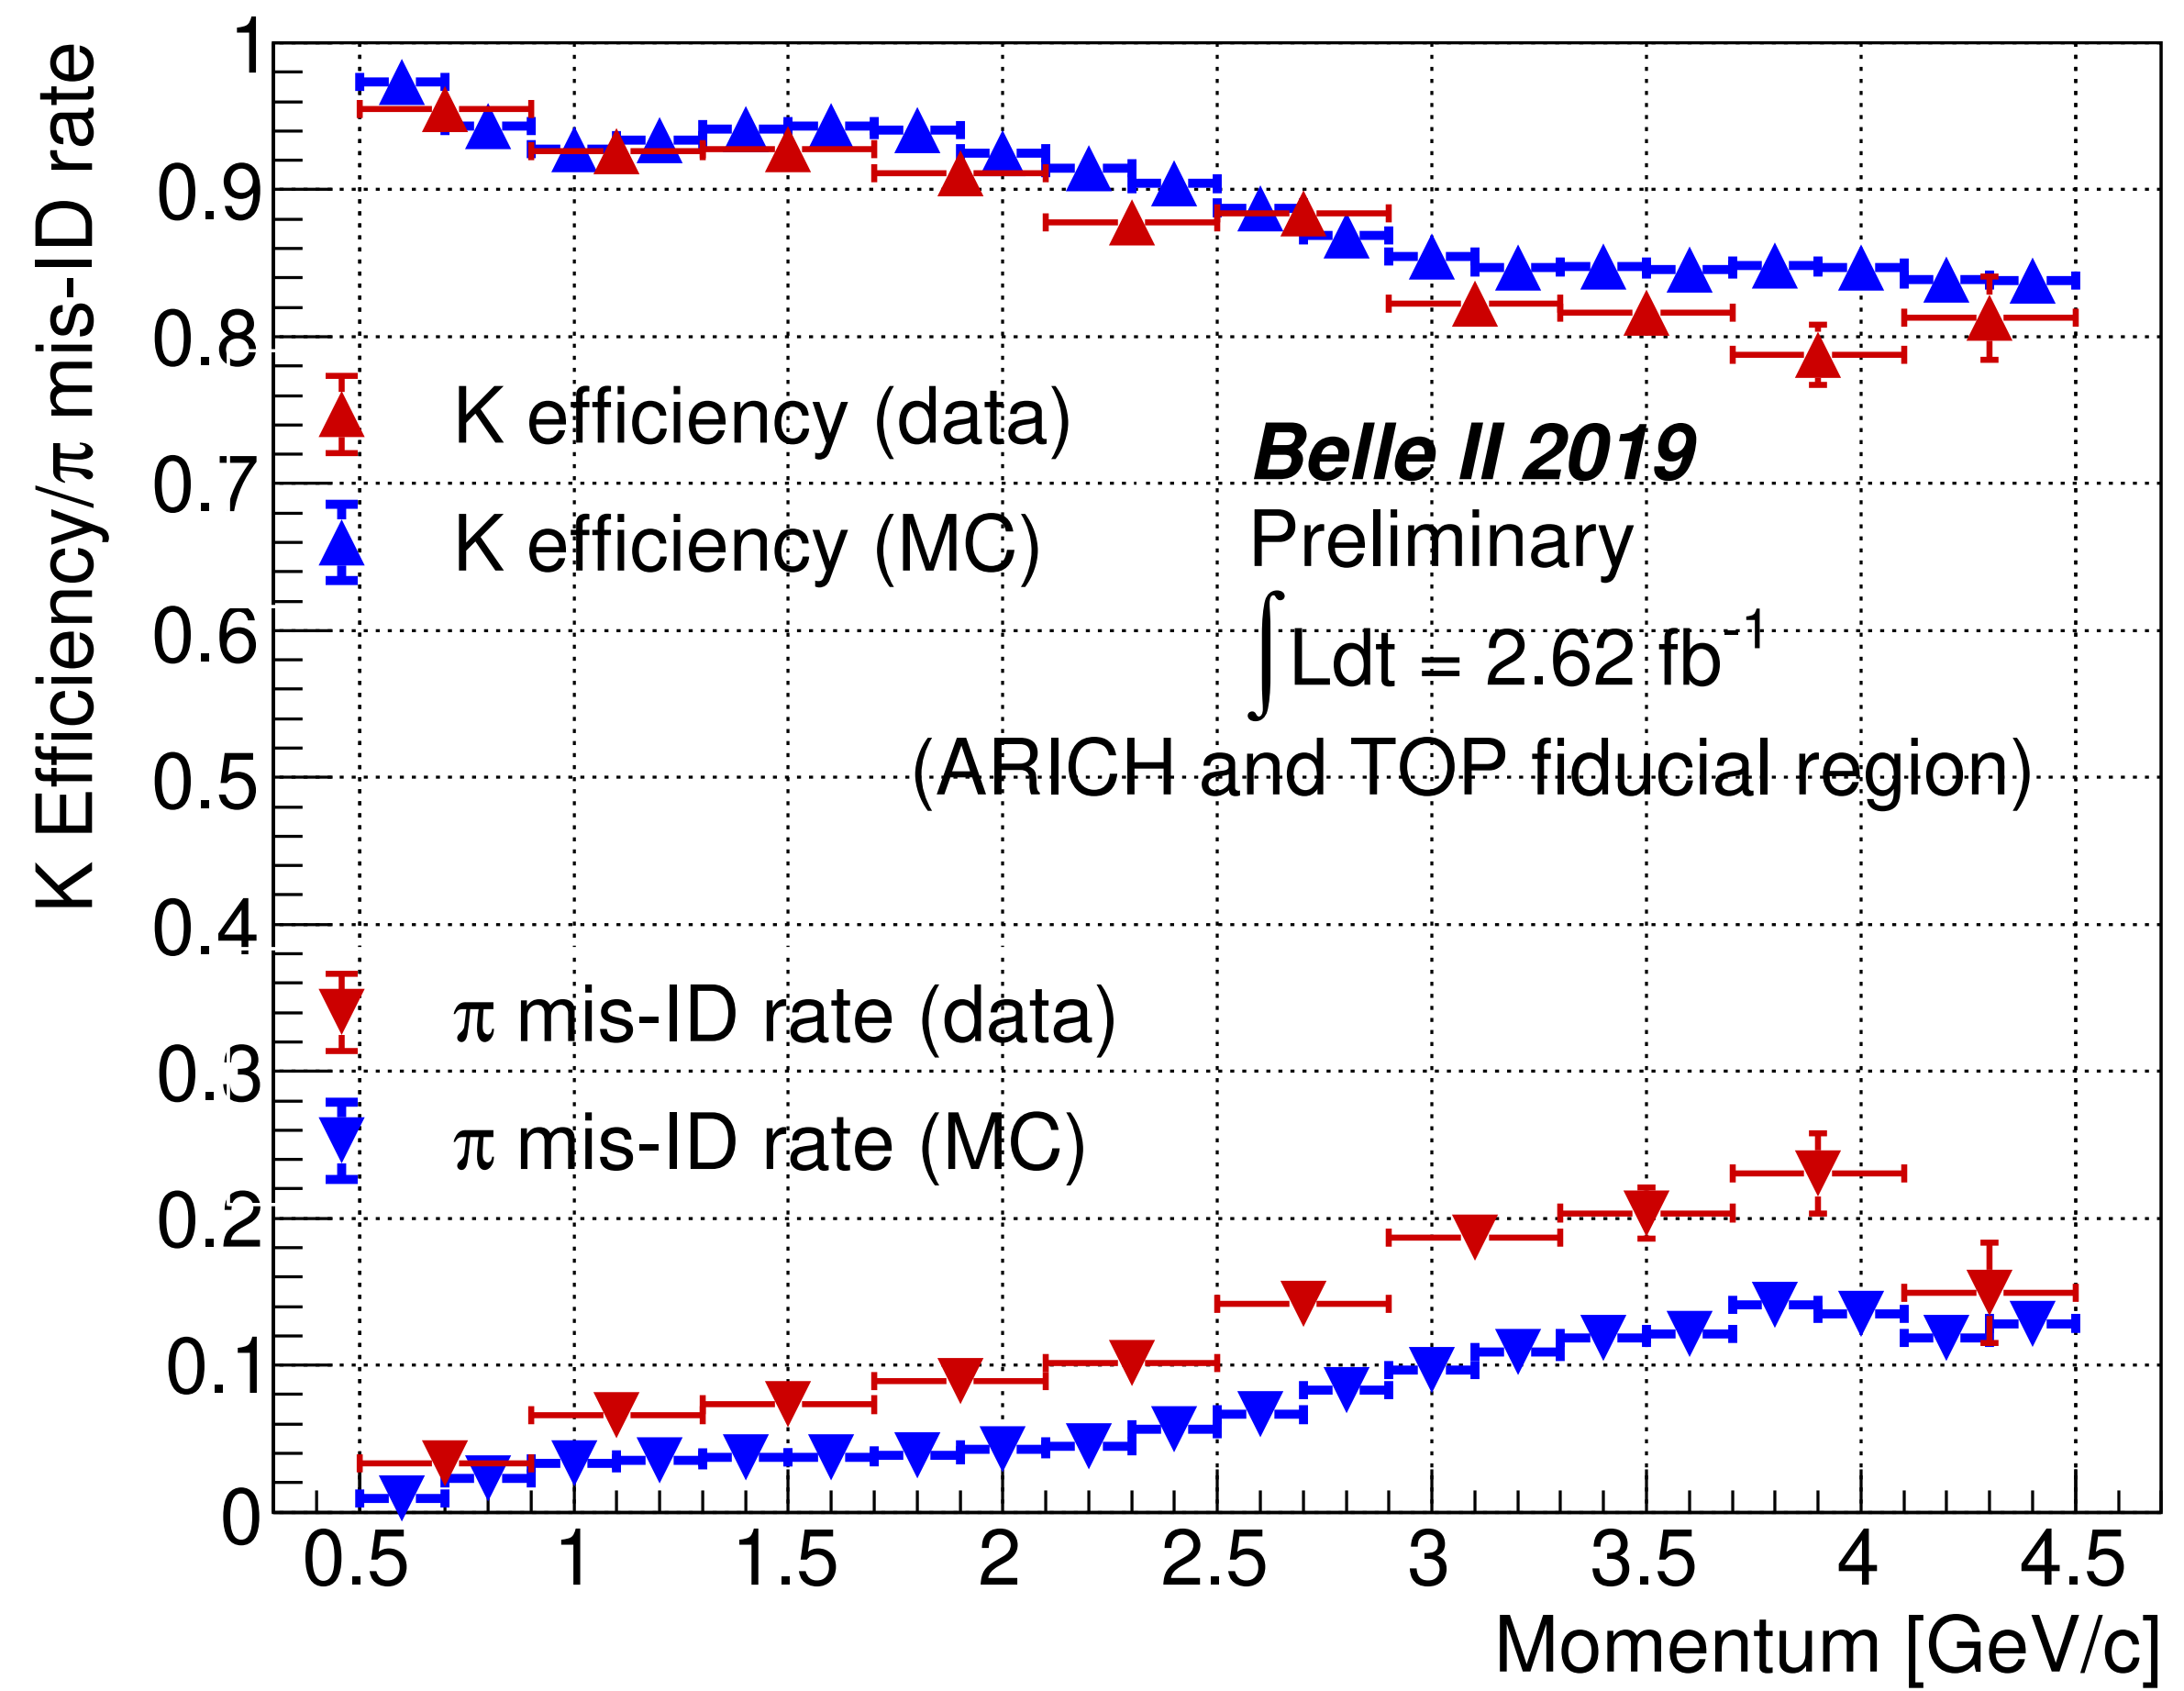 K Efficiency/π mis-ID rate
1
0.9
0.8
0.7
0.6
0.5
0.4
0.3
0.2
0.1
0
K efficiency (data)
K efficiency (MC)
Belle II 2019
Preliminary
∫Ldt = 2.62 fb⁻¹
(ARICH and TOP fiducial region)
π mis-ID rate (data)
π mis-ID rate (MC)
0.5 1 1.5 2 2.5 3 3.5 4 4.5
Momentum [GeV/c]